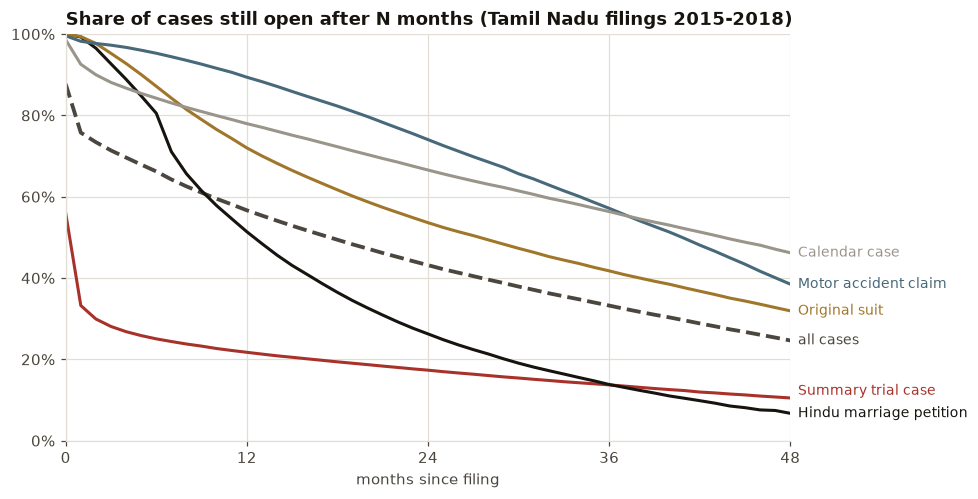 Share of cases still open after N months (Tamil Nadu filings 2015-2018)
100%
80%
60%
40%
20%
0%
Calendar case
Motor accident claim
Original suit
all cases
Summary trial case
Hindu marriage petition
0 12 24 36 48
months since filing